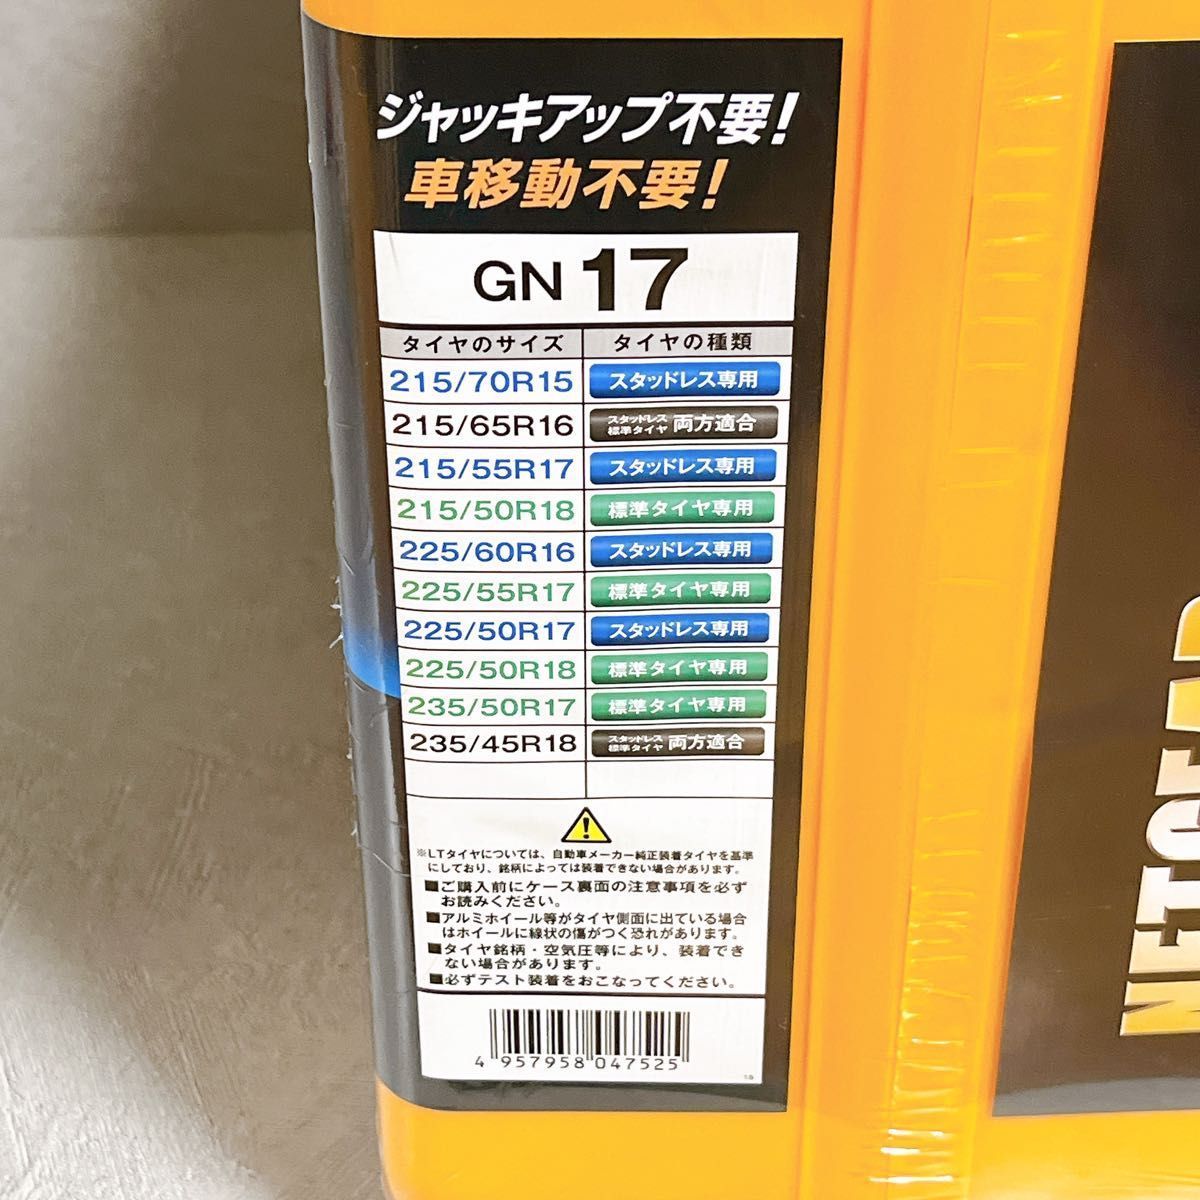 ジャッキアップ不要!
車移動不要!
GN 17
タイヤのサイズ タイヤの種類
215/70R15 スタッドレス専用
215/65R16 スタッドレス 標準タイヤ 両方適合
215/55R17 スタッドレス専用
215/50R18 標準タイヤ専用
225/60R16 スタッドレス専用
225/55R17 標準タイヤ専用
225/50R17 スタッドレス専用
225/50R18 標準タイヤ専用
235/50R17 標準タイヤ専用
235/45R18 スタッドレス 標準タイヤ 両方適合
※LTタイヤについては、自動車メーカー純正装着タイヤを基準
にしており、銘柄によっては装着できない場合があります。
■ご購入前にケース裏面の注意事項を必ず
お読みください。
■アルミホイール等がタイヤ側面に出ている場合
はホイールに線状の傷がつく恐れがあります。
■タイヤ銘柄・空気圧等により、装着でき
ない場合があります。
■必ずテスト装着をおこなってください。
4 957958 047525
NETGEAR